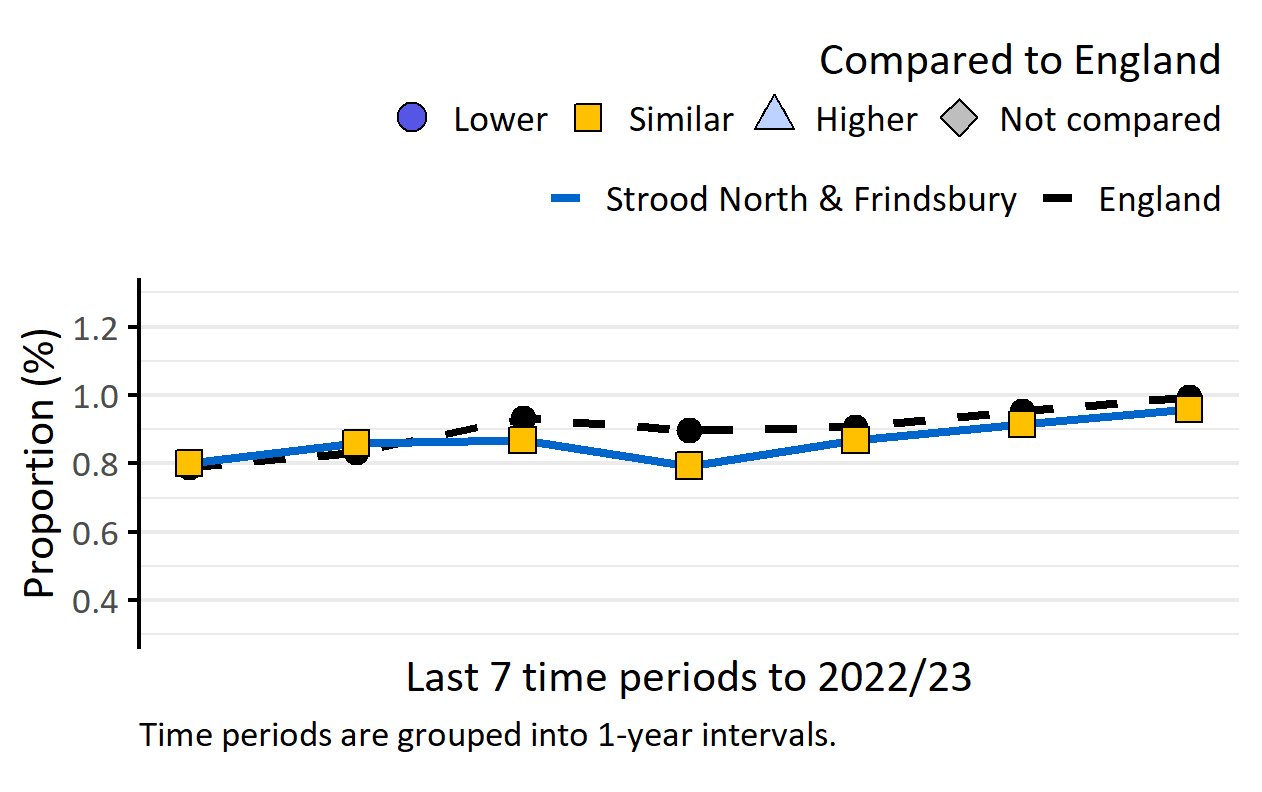 Compared to England
Lower Similar Higher Not compared
Strood North & Frindsbury England
Proportion (%)
1.2
1.0
0.8
0.6
0.4
Last 7 time periods to 2022/23
Time periods are grouped into 1-year intervals.